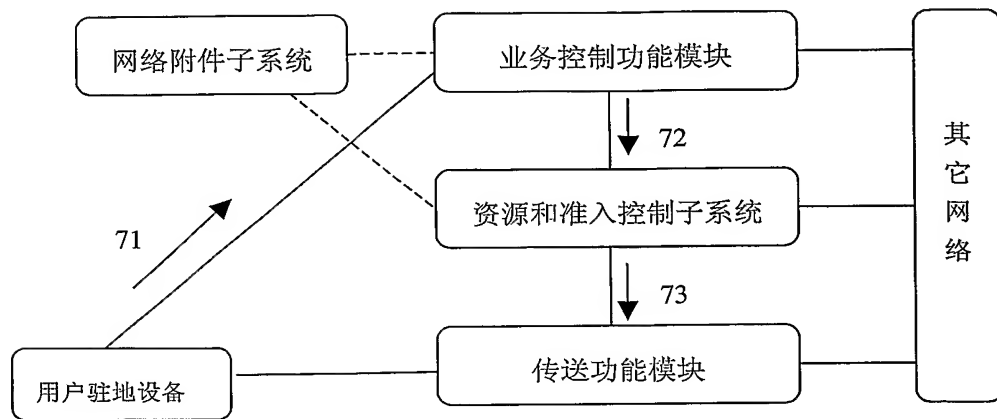 网络附件子系统
业务控制功能模块
72
资源和准入控制子系统
71
73
用户驻地设备
传送功能模块
其它网络